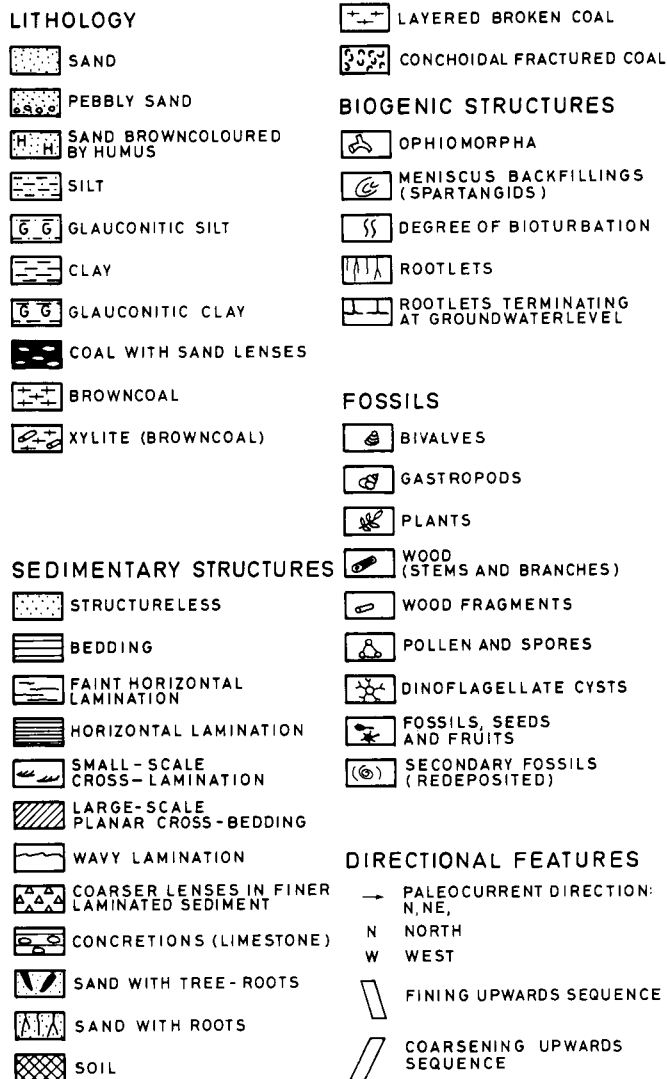 LITHOLOGY
SAND
PEBBLY SAND
H H SAND BROWNCOLOURED
BY HUMUS
SILT
G G GLAUCONITIC SILT
CLAY
G G GLAUCONITIC CLAY
COAL WITH SAND LENSES
BROWNCOAL
XYLITE (BROWNCOAL)
SEDIMENTARY STRUCTURES
STRUCTURELESS
BEDDING
FAINT HORIZONTAL
LAMINATION
HORIZONTAL LAMINATION
SMALL-SCALE
CROSS-LAMINATION
LARGE-SCALE
PLANAR CROSS-BEDDING
WAVY LAMINATION
COARSER LENSES IN FINER
LAMINATED SEDIMENT
CONCRETIONS (LIMESTONE)
SAND WITH TREE-ROOTS
SAND WITH ROOTS
SOIL
LAYERED BROKEN COAL
CONCHOIDAL FRACTURED COAL
BIOGENIC STRUCTURES
OPHIOMORPHA
MENISCUS BACKFILLINGS
(SPARTANGIDS)
DEGREE OF BIOTURBATION
ROOTLETS
ROOTLETS TERMINATING
AT GROUNDWATERLEVEL
FOSSILS
BIVALVES
GASTROPODS
PLANTS
WOOD
(STEMS AND BRANCHES)
WOOD FRAGMENTS
POLLEN AND SPORES
DINOFLAGELLATE CYSTS
FOSSILS, SEEDS
AND FRUITS
SECONDARY FOSSILS
(REDEPOSITED)
DIRECTIONAL FEATURES
→ PALEOCURRENT DIRECTION:
N, NE,
N NORTH
W WEST
FINING UPWARDS SEQUENCE
COARSENING UPWARDS
SEQUENCE